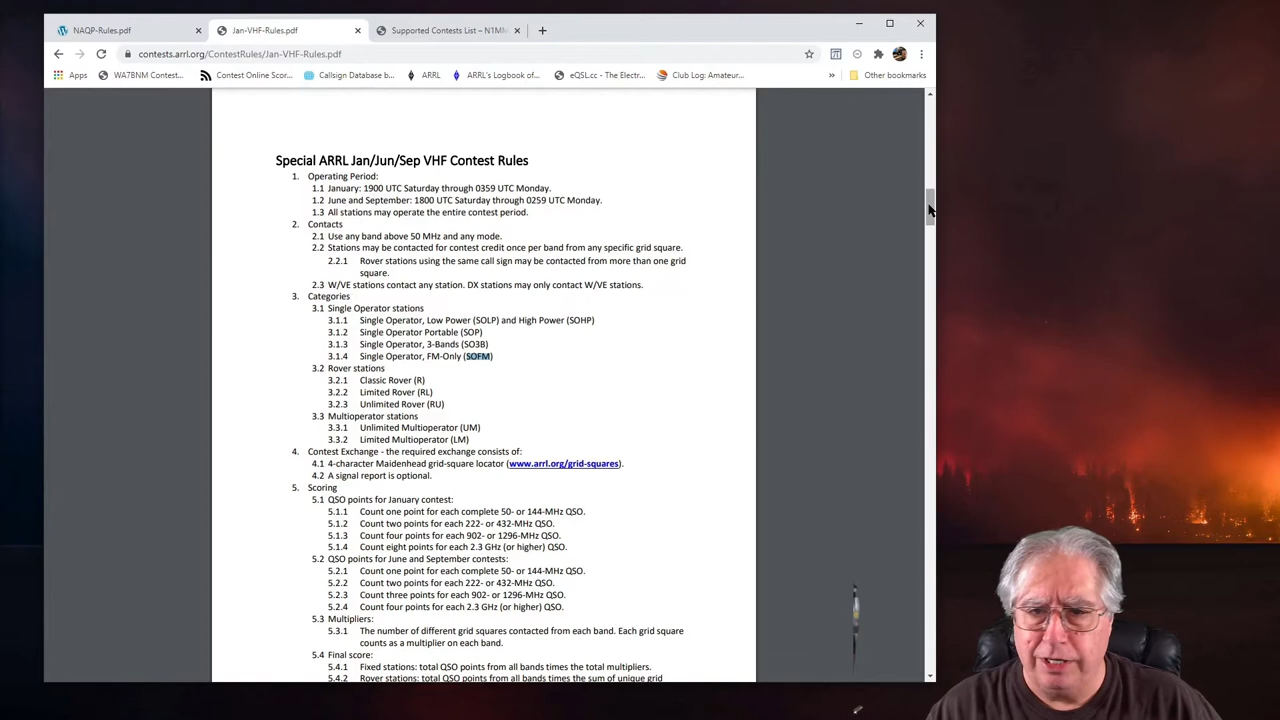 NAQP-Rules.pdf
Jan-VHF-Rules.pdf
Supported Contests List – N1MM
contests.arrl.org/ContestRules/Jan-VHF-Rules.pdf
Apps
WA7BNM Contest...
Contest Online Scor...
Callsign Database b...
ARRL
ARRL's Logbook of...
eQSL.cc - The Electr...
Club Log: Amateur...
»
Other bookmarks
Special ARRL Jan/Jun/Sep VHF Contest Rules
1. Operating Period:
1.1 January: 1900 UTC Saturday through 0359 UTC Monday.
1.2 June and September: 1800 UTC Saturday through 0259 UTC Monday.
1.3 All stations may operate the entire contest period.
2. Contacts
2.1 Use any band above 50 MHz and any mode.
2.2 Stations may be contacted for contest credit once per band from any specific grid square.
2.2.1 Rover stations using the same call sign may be contacted from more than one grid
square.
2.3 W/VE stations contact any station. DX stations may only contact W/VE stations.
3. Categories
3.1 Single Operator stations
3.1.1 Single Operator, Low Power (SOLP) and High Power (SOHP)
3.1.2 Single Operator Portable (SOP)
3.1.3 Single Operator, 3-Bands (SO3B)
3.1.4 Single Operator, FM-Only (SOFM)
3.2 Rover stations
3.2.1 Classic Rover (R)
3.2.2 Limited Rover (RL)
3.2.3 Unlimited Rover (RU)
3.3 Multioperator stations
3.3.1 Unlimited Multioperator (UM)
3.3.2 Limited Multioperator (LM)
4. Contest Exchange - the required exchange consists of:
4.1 4-character Maidenhead grid-square locator (www.arrl.org/grid-squares).
4.2 A signal report is optional.
5. Scoring
5.1 QSO points for January contest:
5.1.1 Count one point for each complete 50- or 144-MHz QSO.
5.1.2 Count two points for each 222- or 432-MHz QSO.
5.1.3 Count four points for each 902- or 1296-MHz QSO.
5.1.4 Count eight points for each 2.3 GHz (or higher) QSO.
5.2 QSO points for June and September contests:
5.2.1 Count one point for each complete 50- or 144-MHz QSO.
5.2.2 Count two points for each 222- or 432-MHz QSO.
5.2.3 Count three points for each 902- or 1296-MHz QSO.
5.2.4 Count four points for each 2.3 GHz (or higher) QSO.
5.3 Multipliers:
5.3.1 The number of different grid squares contacted from each band. Each grid square
counts as a multiplier on each band.
5.4 Final score:
5.4.1 Fixed stations: total QSO points from all bands times the total multipliers.
5.4.2 Rover stations: total QSO points from all bands times the sum of unique grid